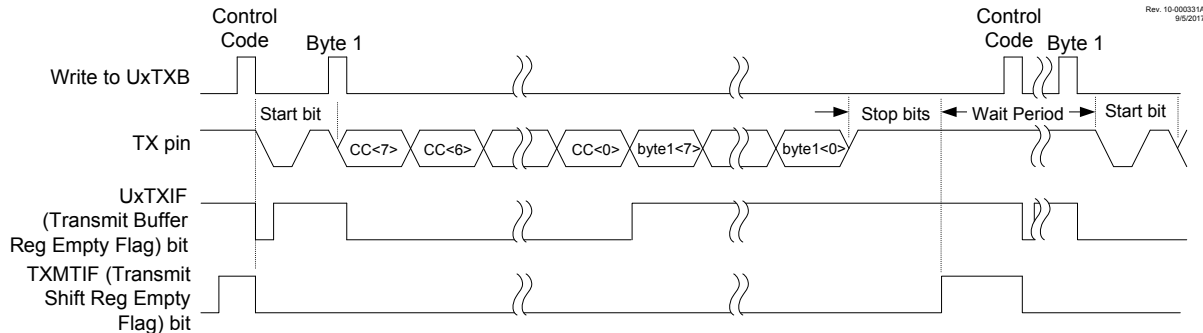 Rev. 10-000331A
9/5/2017
Control
Code
Byte 1
Control
Code
Byte 1
Write to UxTXB
Start bit
Stop bits
Wait Period
Start bit
TX pin
CC<7>
CC<6>
CC<0>
byte1<7>
byte1<0>
UxTXIF
(Transmit Buffer
Reg Empty Flag) bit
TXMTIF (Transmit
Shift Reg Empty
Flag) bit